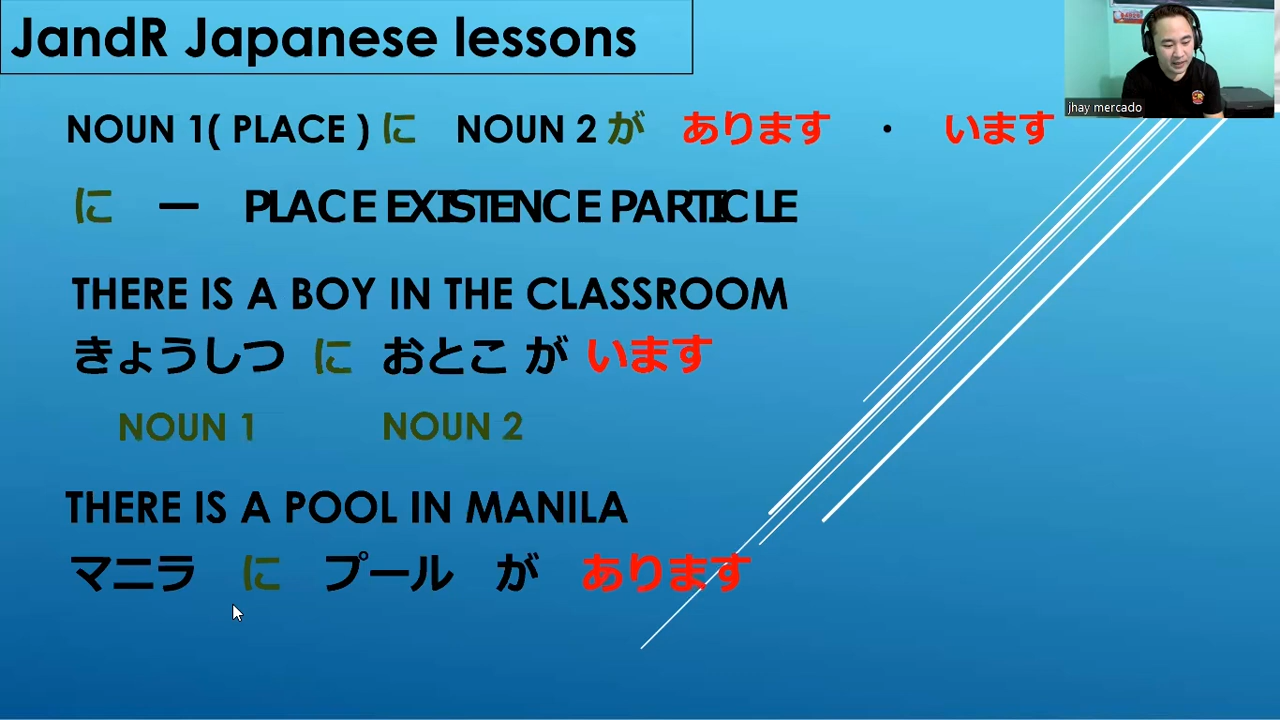 JandR Japanese lessons
jhay mercado
NOUN 1( PLACE ) に NOUN 2 が あります ・ います
に ー PLACE EXISTENCE PARTICLE
THERE IS A BOY IN THE CLASSROOM
きょうしつ に おとこ が います
NOUN 1 NOUN 2
THERE IS A POOL IN MANILA
マニラ に プール が あります